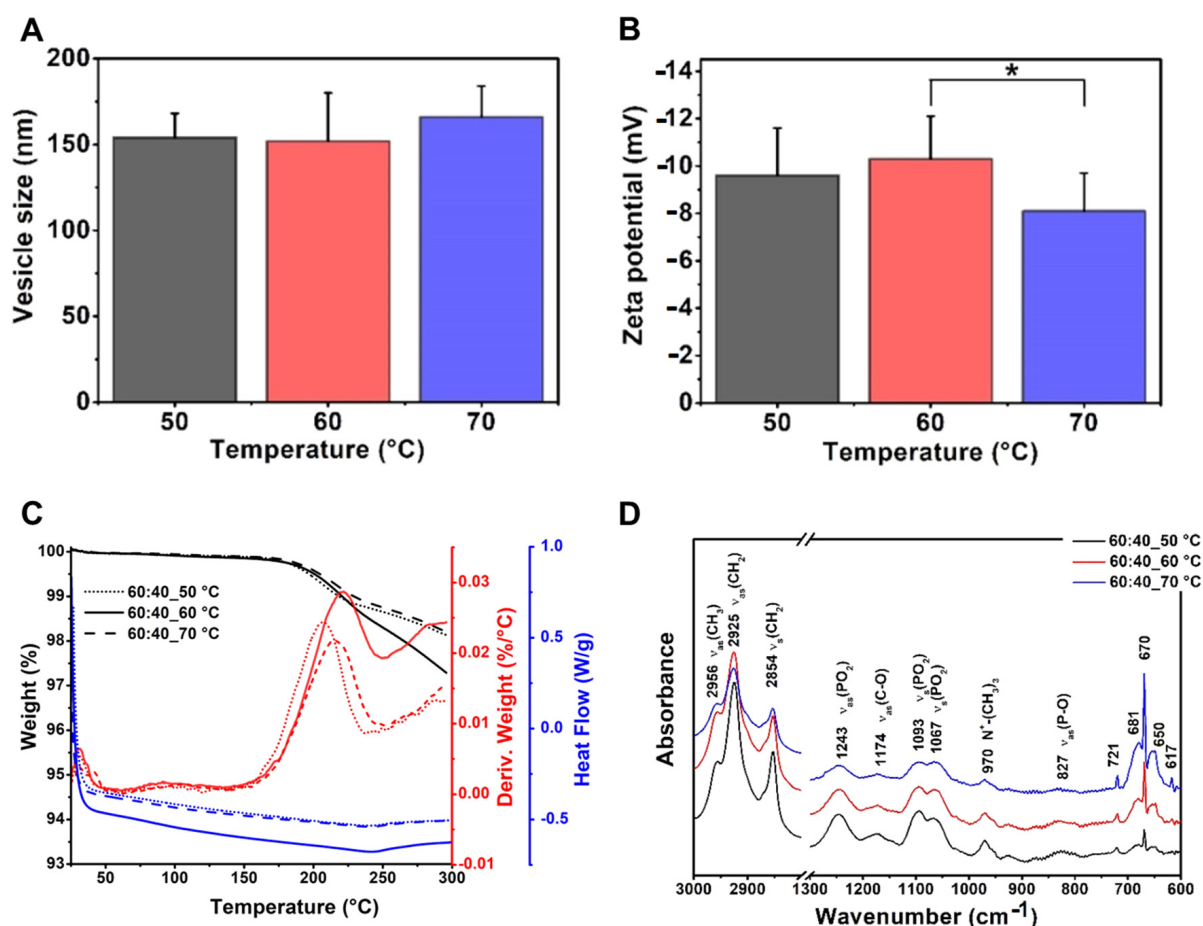 A
Vesicle size (nm)
200
150
100
50
0
50 60 70
Temperature (°C)
B
Zeta potential (mV)
-14
-12
-10
-8
-6
-4
-2
0
*
50 60 70
Temperature (°C)
C
Weight (%)
100
99
98
97
96
95
94
93
60:40_50 °C
60:40_60 °C
60:40_70 °C
50 100 150 200 250 300
Temperature (°C)
0.03
0.02
0.01
0.00
-0.01
Deriv. Weight (%/°C)
1.0
0.5
0.0
-0.5
Heat Flow (W/g)
D
Absorbance
60:40_50 °C
60:40_60 °C
60:40_70 °C
2956 νas(CH3)
2925 νas(CH2)
2854 νs(CH2)
1243 νas(PO2)
1174 νas(C-O)
1093 νs(PO2)
1067 νs(PO2)
970 N+-(CH3)3
827 νas(P-O)
721
681
670
650
617
3000 2900 1300 1200 1100 1000 900 800 700 600
Wavenumber (cm-1)